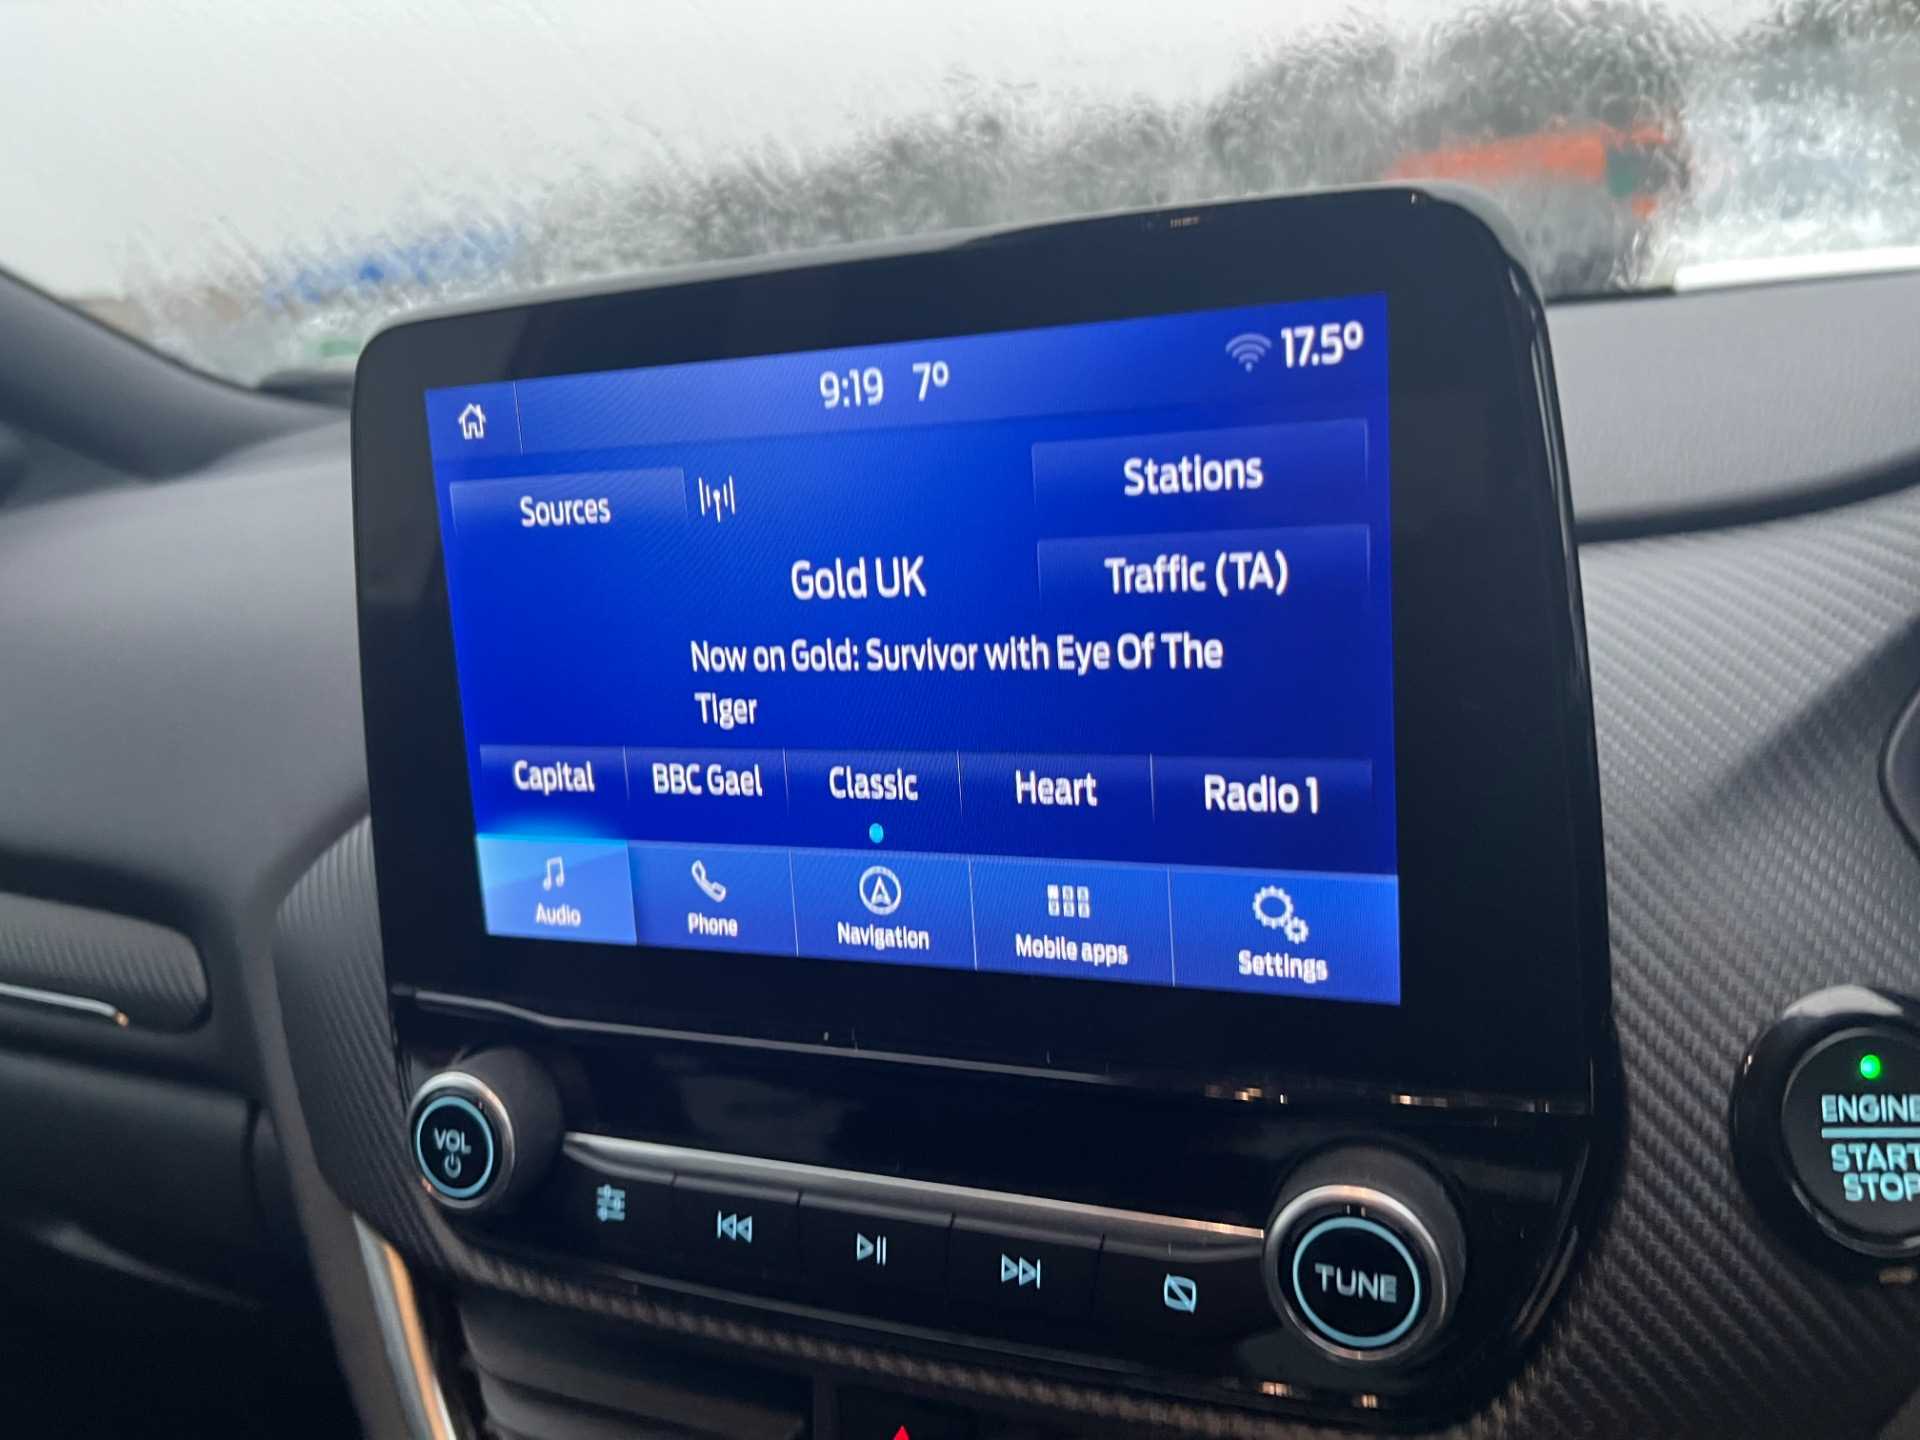 9:19 7°
17.5°
Sources
Stations
Gold UK
Traffic (TA)
Now on Gold: Survivor with Eye Of The
Tiger
Capital
BBC Gael
Classic
Heart
Radio 1
Audio
Phone
Navigation
Mobile apps
Settings
VOL
TUNE
ENGINE
START
STOP